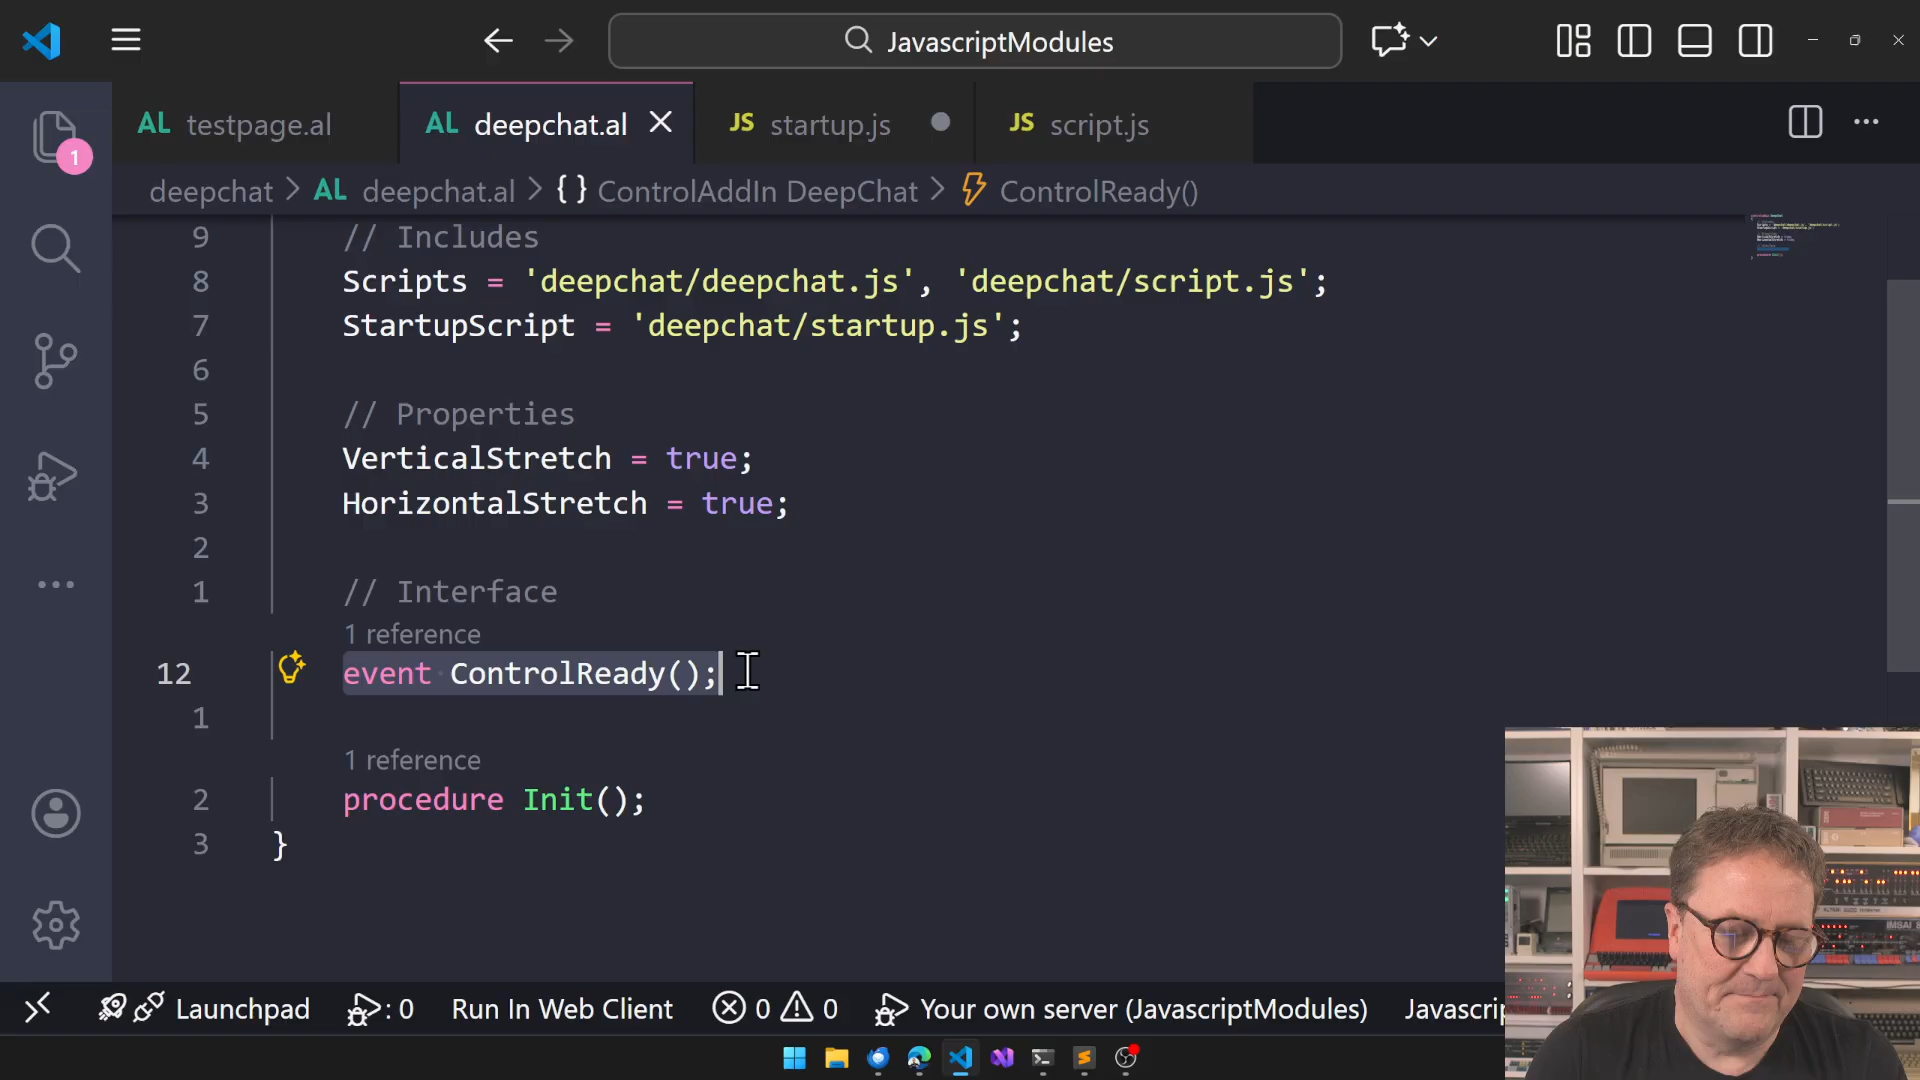 JavascriptModules
AL testpage.al
AL deepchat.al
JS startup.js
JS script.js
1
deepchat > AL deepchat.al > {} ControlAddIn DeepChat > ControlReady()
9 // Includes
8 Scripts = 'deepchat/deepchat.js', 'deepchat/script.js';
7 StartupScript = 'deepchat/startup.js';
6
5 // Properties
4 VerticalStretch = true;
3 HorizontalStretch = true;
2
1 // Interface
1 reference
12 event ControlReady();
1
1 reference
2 procedure Init();
3 }
Launchpad : 0 Run In Web Client 0 0 Your own server (JavascriptModules) Javascrip